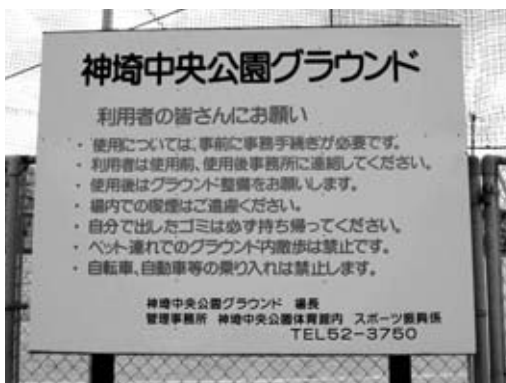 神埼中央公園グラウンド
利用者の皆さんにお願い
・使用については、事前に事務手続きが必要です。
・利用者は使用前、使用後事務所に連絡してください。
・使用後はグラウンド整備をお願いします。
・場内での喫煙はご遠慮ください。
・自分で出したゴミは必ず持ち帰ってください。
・ペット連れでのグラウンド内散歩は禁止です。
・自転車、自動車等の乗り入れは禁止します。
神埼中央公園グラウンド 場長
管理事務所 神埼中央公園体育館内 スポーツ振興係
TEL52-3750